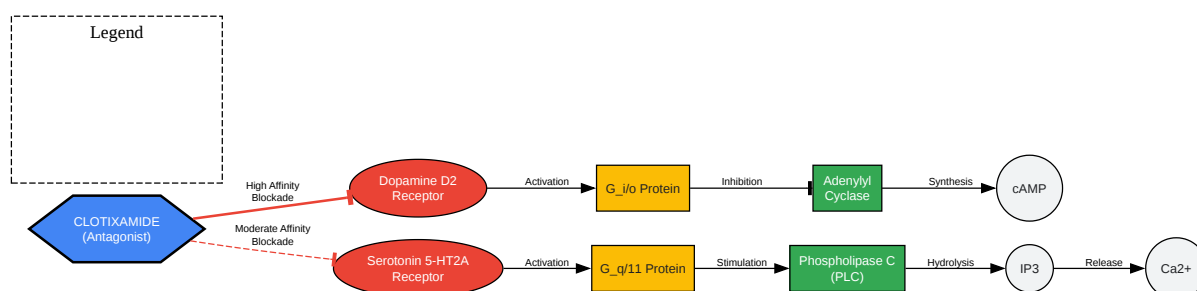 Legend
CLOTIXAMIDE
(Antagonist)
High Affinity
Blockade
Dopamine D2
Receptor
Activation
G_i/o Protein
Inhibition
Adenylyl
Cyclase
Synthesis
cAMP
Moderate Affinity
Blockade
Serotonin 5-HT2A
Receptor
Activation
G_q/11 Protein
Stimulation
Phospholipase C
(PLC)
Hydrolysis
IP3
Release
Ca2+